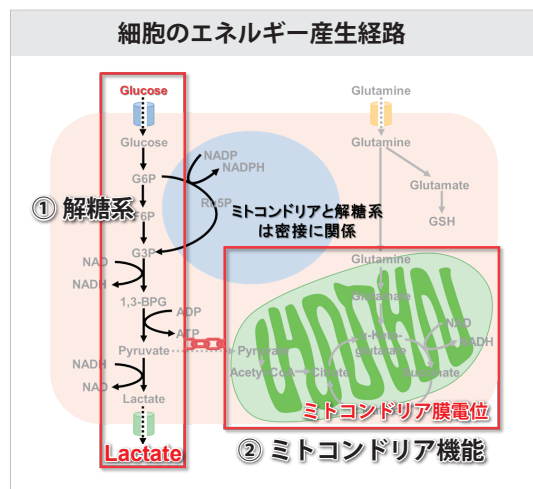 細胞のエネルギー産生経路
Glucose
Glutamine
Glucose
Glutamine
NADP
NADPH
G6P
Glutamate
Ru5P
① 解糖系
F6P
ミトコンドリアと解糖系
は密接に関係
GSH
G3P
NAD
Glutamine
NADH
1,3-BPG
Glutamate
ADP
ATP
NAD
NADH
Pyruvate
Pyruvate
α-Keto-
glutarate
NADH
Acetyl-CoA
Citrate
NAD
Lactate
ミトコンドリア膜電位
Lactate
② ミトコンドリア機能